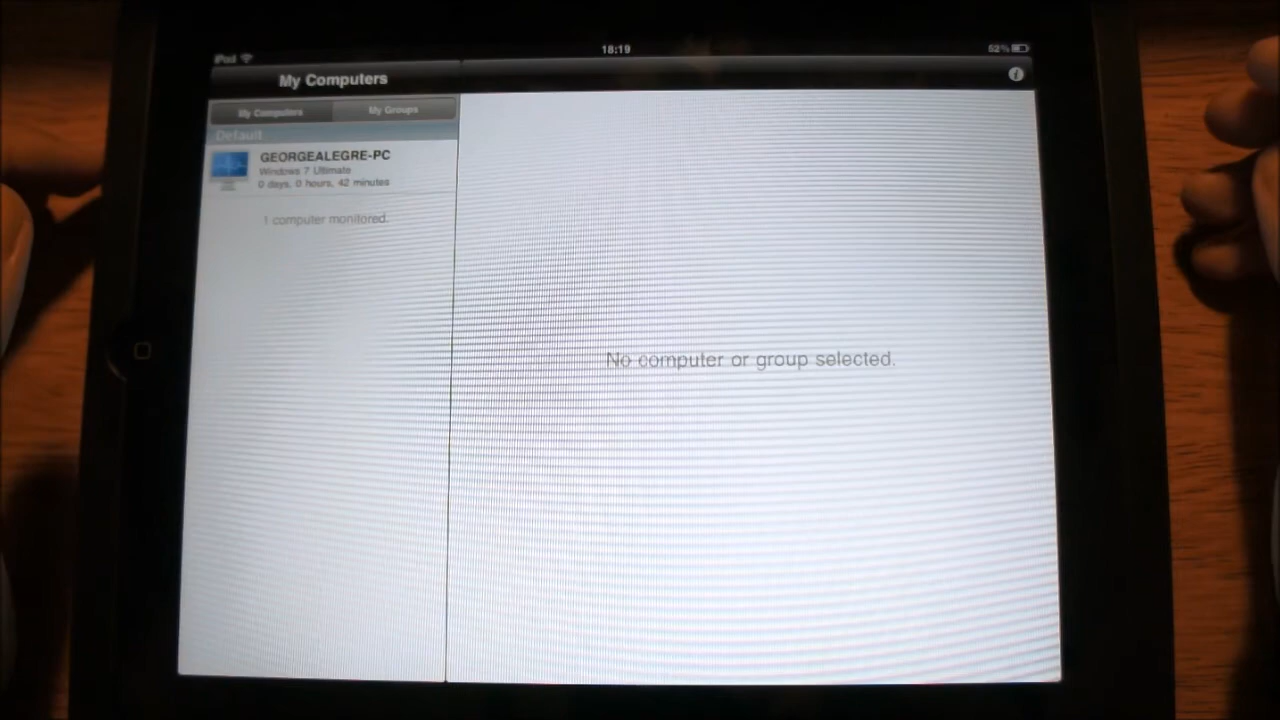 iPad
18:19
52%
My Computers
My Computers
My Groups
Default
GEORGEALEGRE-PC
Windows 7 Ultimate
0 days, 0 hours, 42 minutes
1 computer monitored.
No computer or group selected.